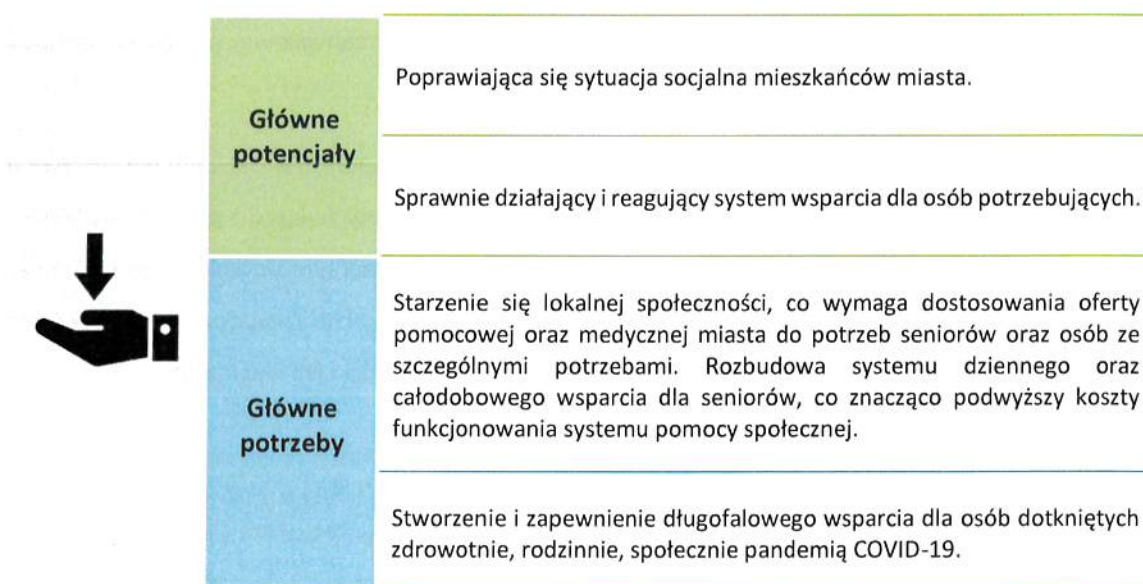 Główne
potencjały
Poprawiająca się sytuacja socjalna mieszkańców miasta.
Sprawnie działający i reagujący system wsparcia dla osób potrzebujących.
Główne
potrzeby
Starzenie się lokalnej społeczności, co wymaga dostosowania oferty
pomocowej oraz medycznej miasta do potrzeb seniorów oraz osób ze
szczególnymi potrzebami. Rozbudowa systemu dziennego oraz
całodobowego wsparcia dla seniorów, co znacząco podwyższy koszty
funkcjonowania systemu pomocy społecznej.
Stworzenie i zapewnienie długofalowego wsparcia dla osób dotkniętych
zdrowotnie, rodzinnie, społecznie pandemią COVID-19.